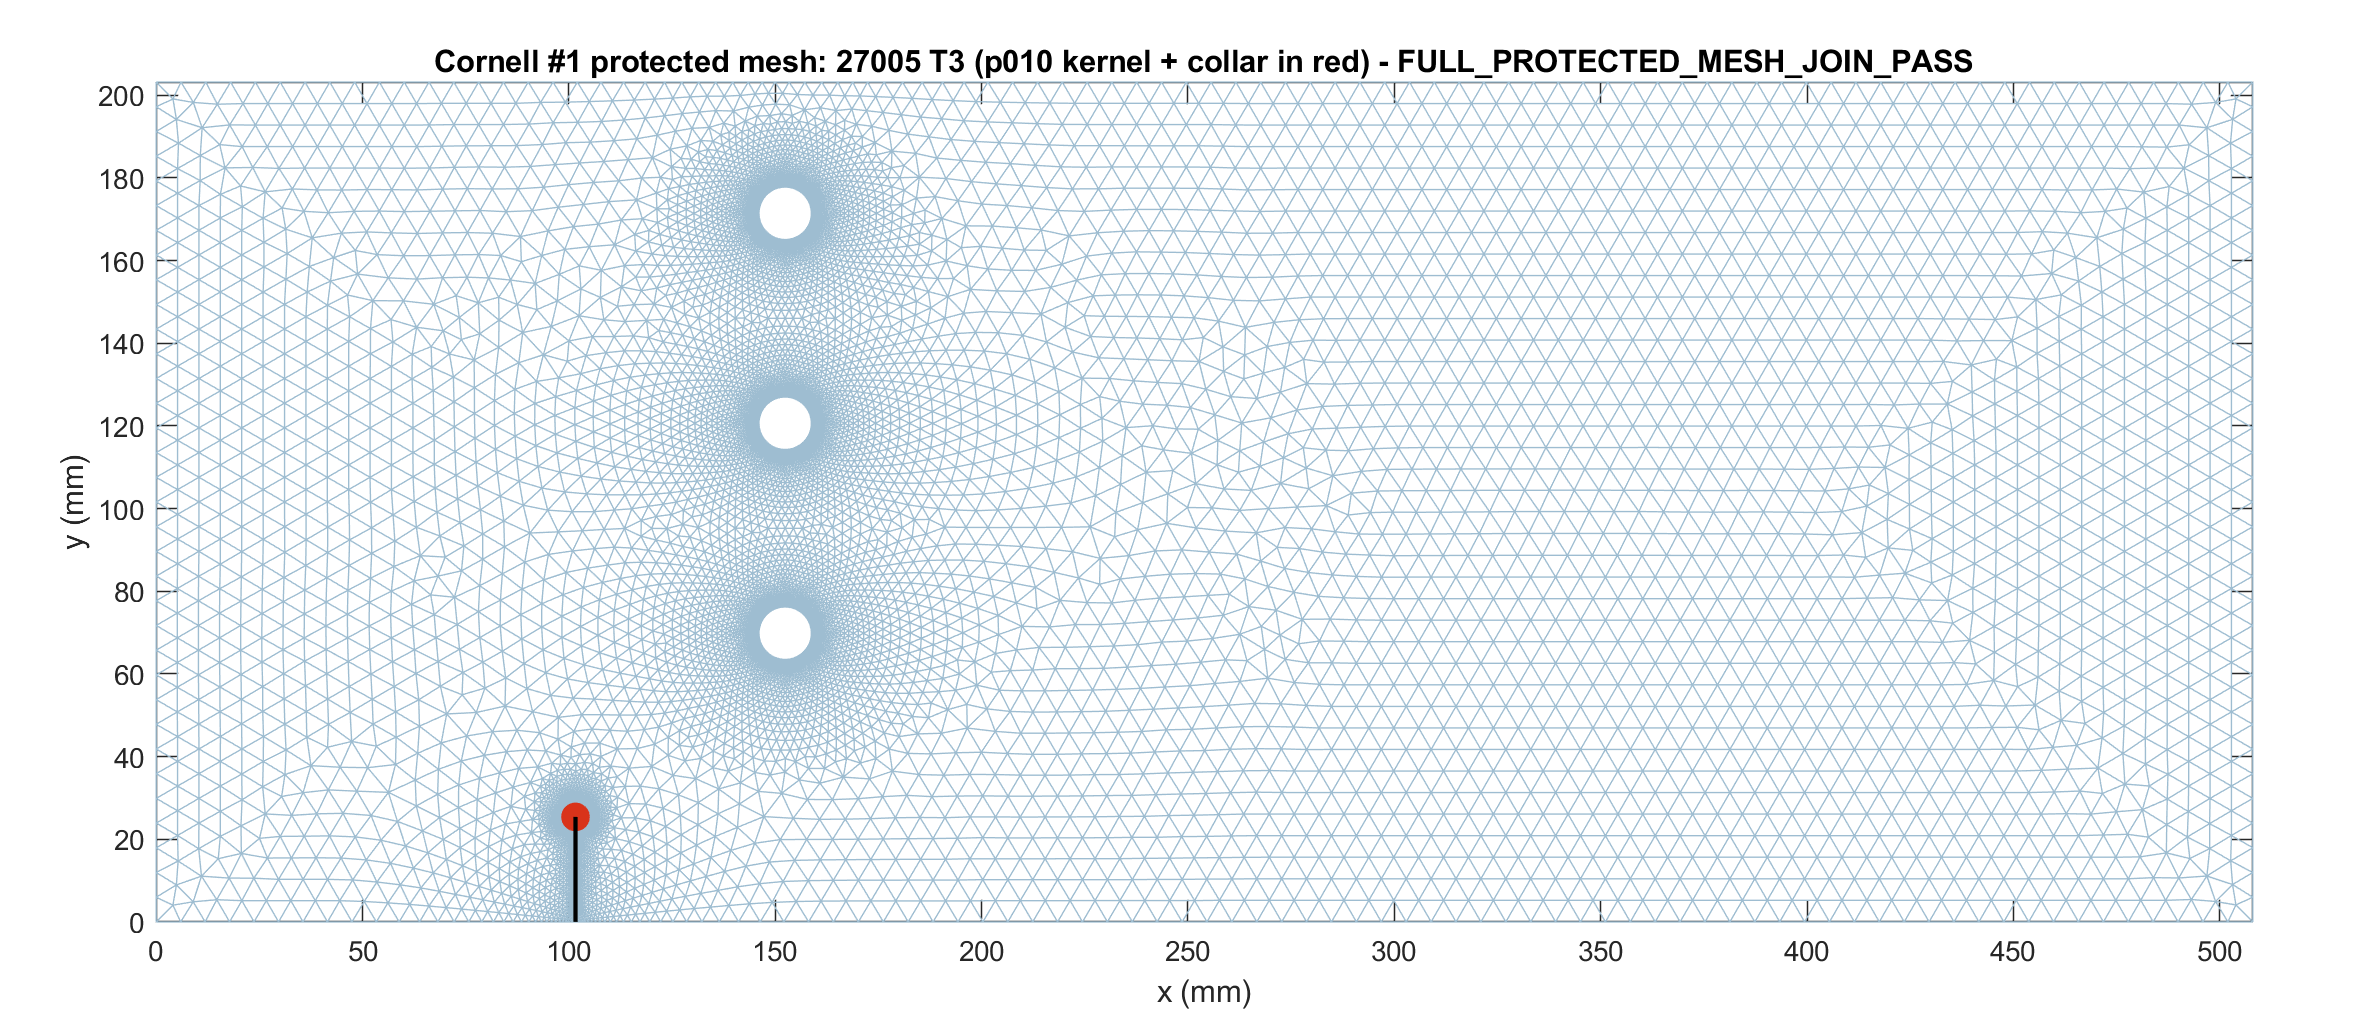 Cornell #1 protected mesh: 27005 T3 (p010 kernel + collar in red) - FULL_PROTECTED_MESH_JOIN_PASS
200
180
160
140
120
100
80
60
40
20
0
y (mm)
0 50 100 150 200 250 300 350 400 450 500
x (mm)